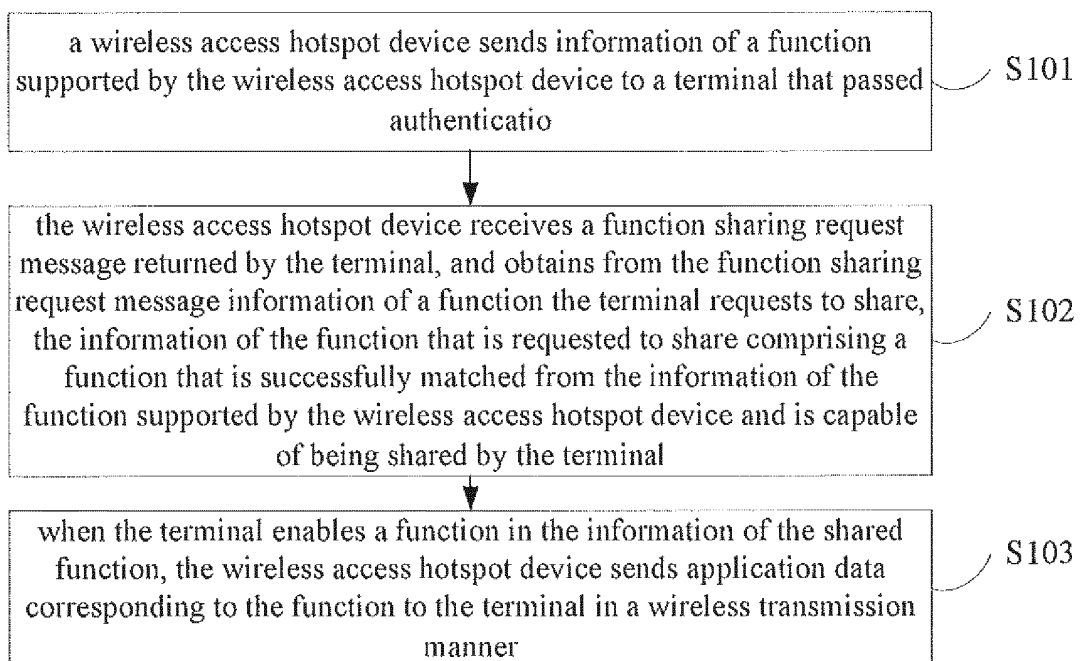 a wireless access hotspot device sends information of a function
supported by the wireless access hotspot device to a terminal that passed
authenticatio
S101
the wireless access hotspot device receives a function sharing request
message returned by the terminal, and obtains from the function sharing
request message information of a function the terminal requests to share,
the information of the function that is requested to share comprising a
function that is successfully matched from the information of the
function supported by the wireless access hotspot device and is capable
of being shared by the terminal
S102
when the terminal enables a function in the information of the shared
function, the wireless access hotspot device sends application data
corresponding to the function to the terminal in a wireless transmission
manner
S103